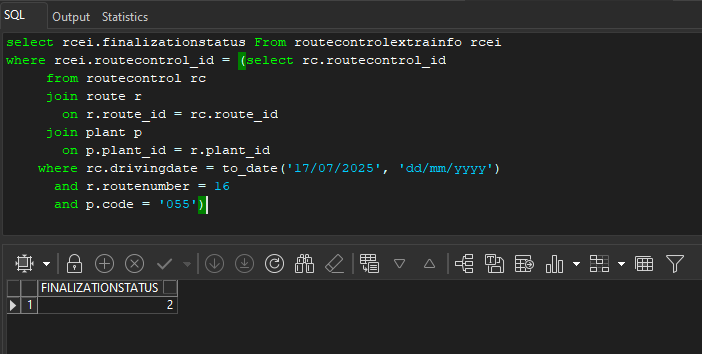 SQL Output Statistics
select rcei.finalizationstatus From routecontrolextrainfo rcei
where rcei.routecontrol_id = (select rc.routecontrol_id
from routecontrol rc
join route r
on r.route_id = rc.route_id
join plant p
on p.plant_id = r.plant_id
where rc.drivingdate = to_date('17/07/2025', 'dd/mm/yyyy')
and r.routenumber = 16
and p.code = '055')
FINALIZATIONSTATUS
1 2